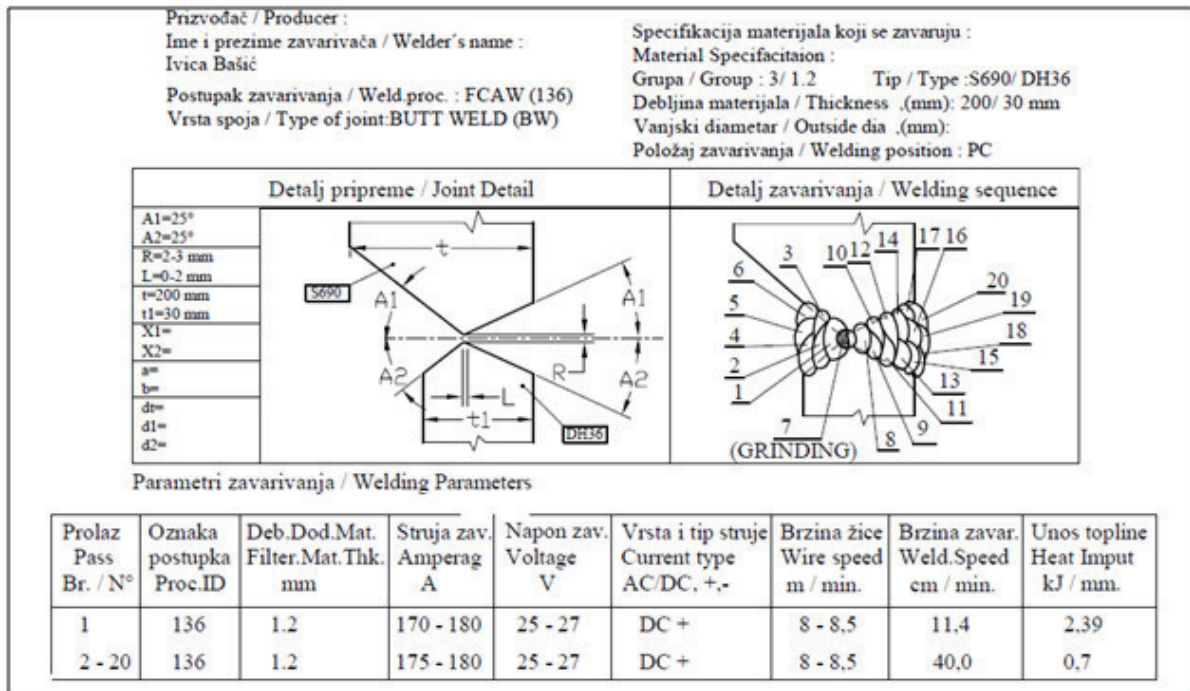 Prizvođač / Producer :
Ime i prezime zavarivača / Welder´s name :
Ivica Bašić
Postupak zavarivanja / Weld.proc. : FCAW (136)
Vrsta spoja / Type of joint:BUTT WELD (BW)
Specifikacija materijala koji se zavaruju :
Material Specifacitaion :
Grupa / Group : 3/ 1.2 Tip / Type :S690/ DH36
Debljina materijala / Thickness ,(mm): 200/ 30 mm
Vanjski diametar / Outside dia ,(mm):
Položaj zavarivanja / Welding position : PC
Detalj pripreme / Joint Detail
A1=25°
A2=25°
R=2-3 mm
L=0-2 mm
t=200 mm
t1=30 mm
X1=
X2=
a=
b=
dt=
d1=
d2=
t
S690
A1
A1
A2
R
A2
L
t1
DH36
Detalj zavarivanja / Welding sequence
3
10
12
14
17
16
6
5
4
2
1
20
19
18
15
13
11
9
8
7
(GRINDING)
Parametri zavarivanja / Welding Parameters
Prolaz Oznaka Deb.Dod.Mat. Struja zav. Napon zav. Vrsta i tip struje Brzina žice Brzina zavar. Unos topline
Pass postupka Filter.Mat.Thk. Amperag Voltage Current type Wire speed Weld.Speed Heat Imput
Br. / N° Proc.ID mm A V AC/DC, +,- m / min. cm / min. kJ / mm.
1 136 1.2 170 - 180 25 - 27 DC + 8 - 8,5 11,4 2,39
2 - 20 136 1.2 175 - 180 25 - 27 DC + 8 - 8,5 40,0 0,7